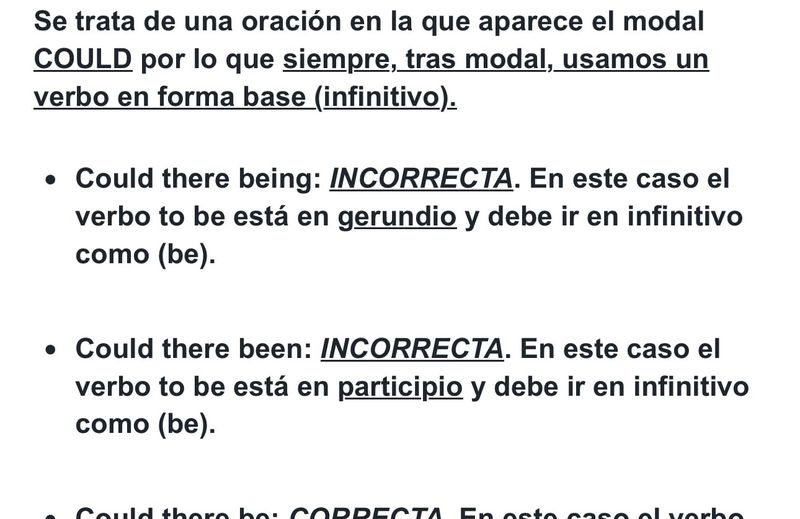 Se trata de una oración en la que aparece el modal
COULD por lo que siempre, tras modal, usamos un
verbo en forma base (infinitivo).
• Could there being: INCORRECTA. En este caso el
verbo to be está en gerundio y debe ir en infinitivo
como (be).
• Could there been: INCORRECTA. En este caso el
verbo to be está en participio y debe ir en infinitivo
como (be).
• Could there be: CORRECTA. En este caso el verbo